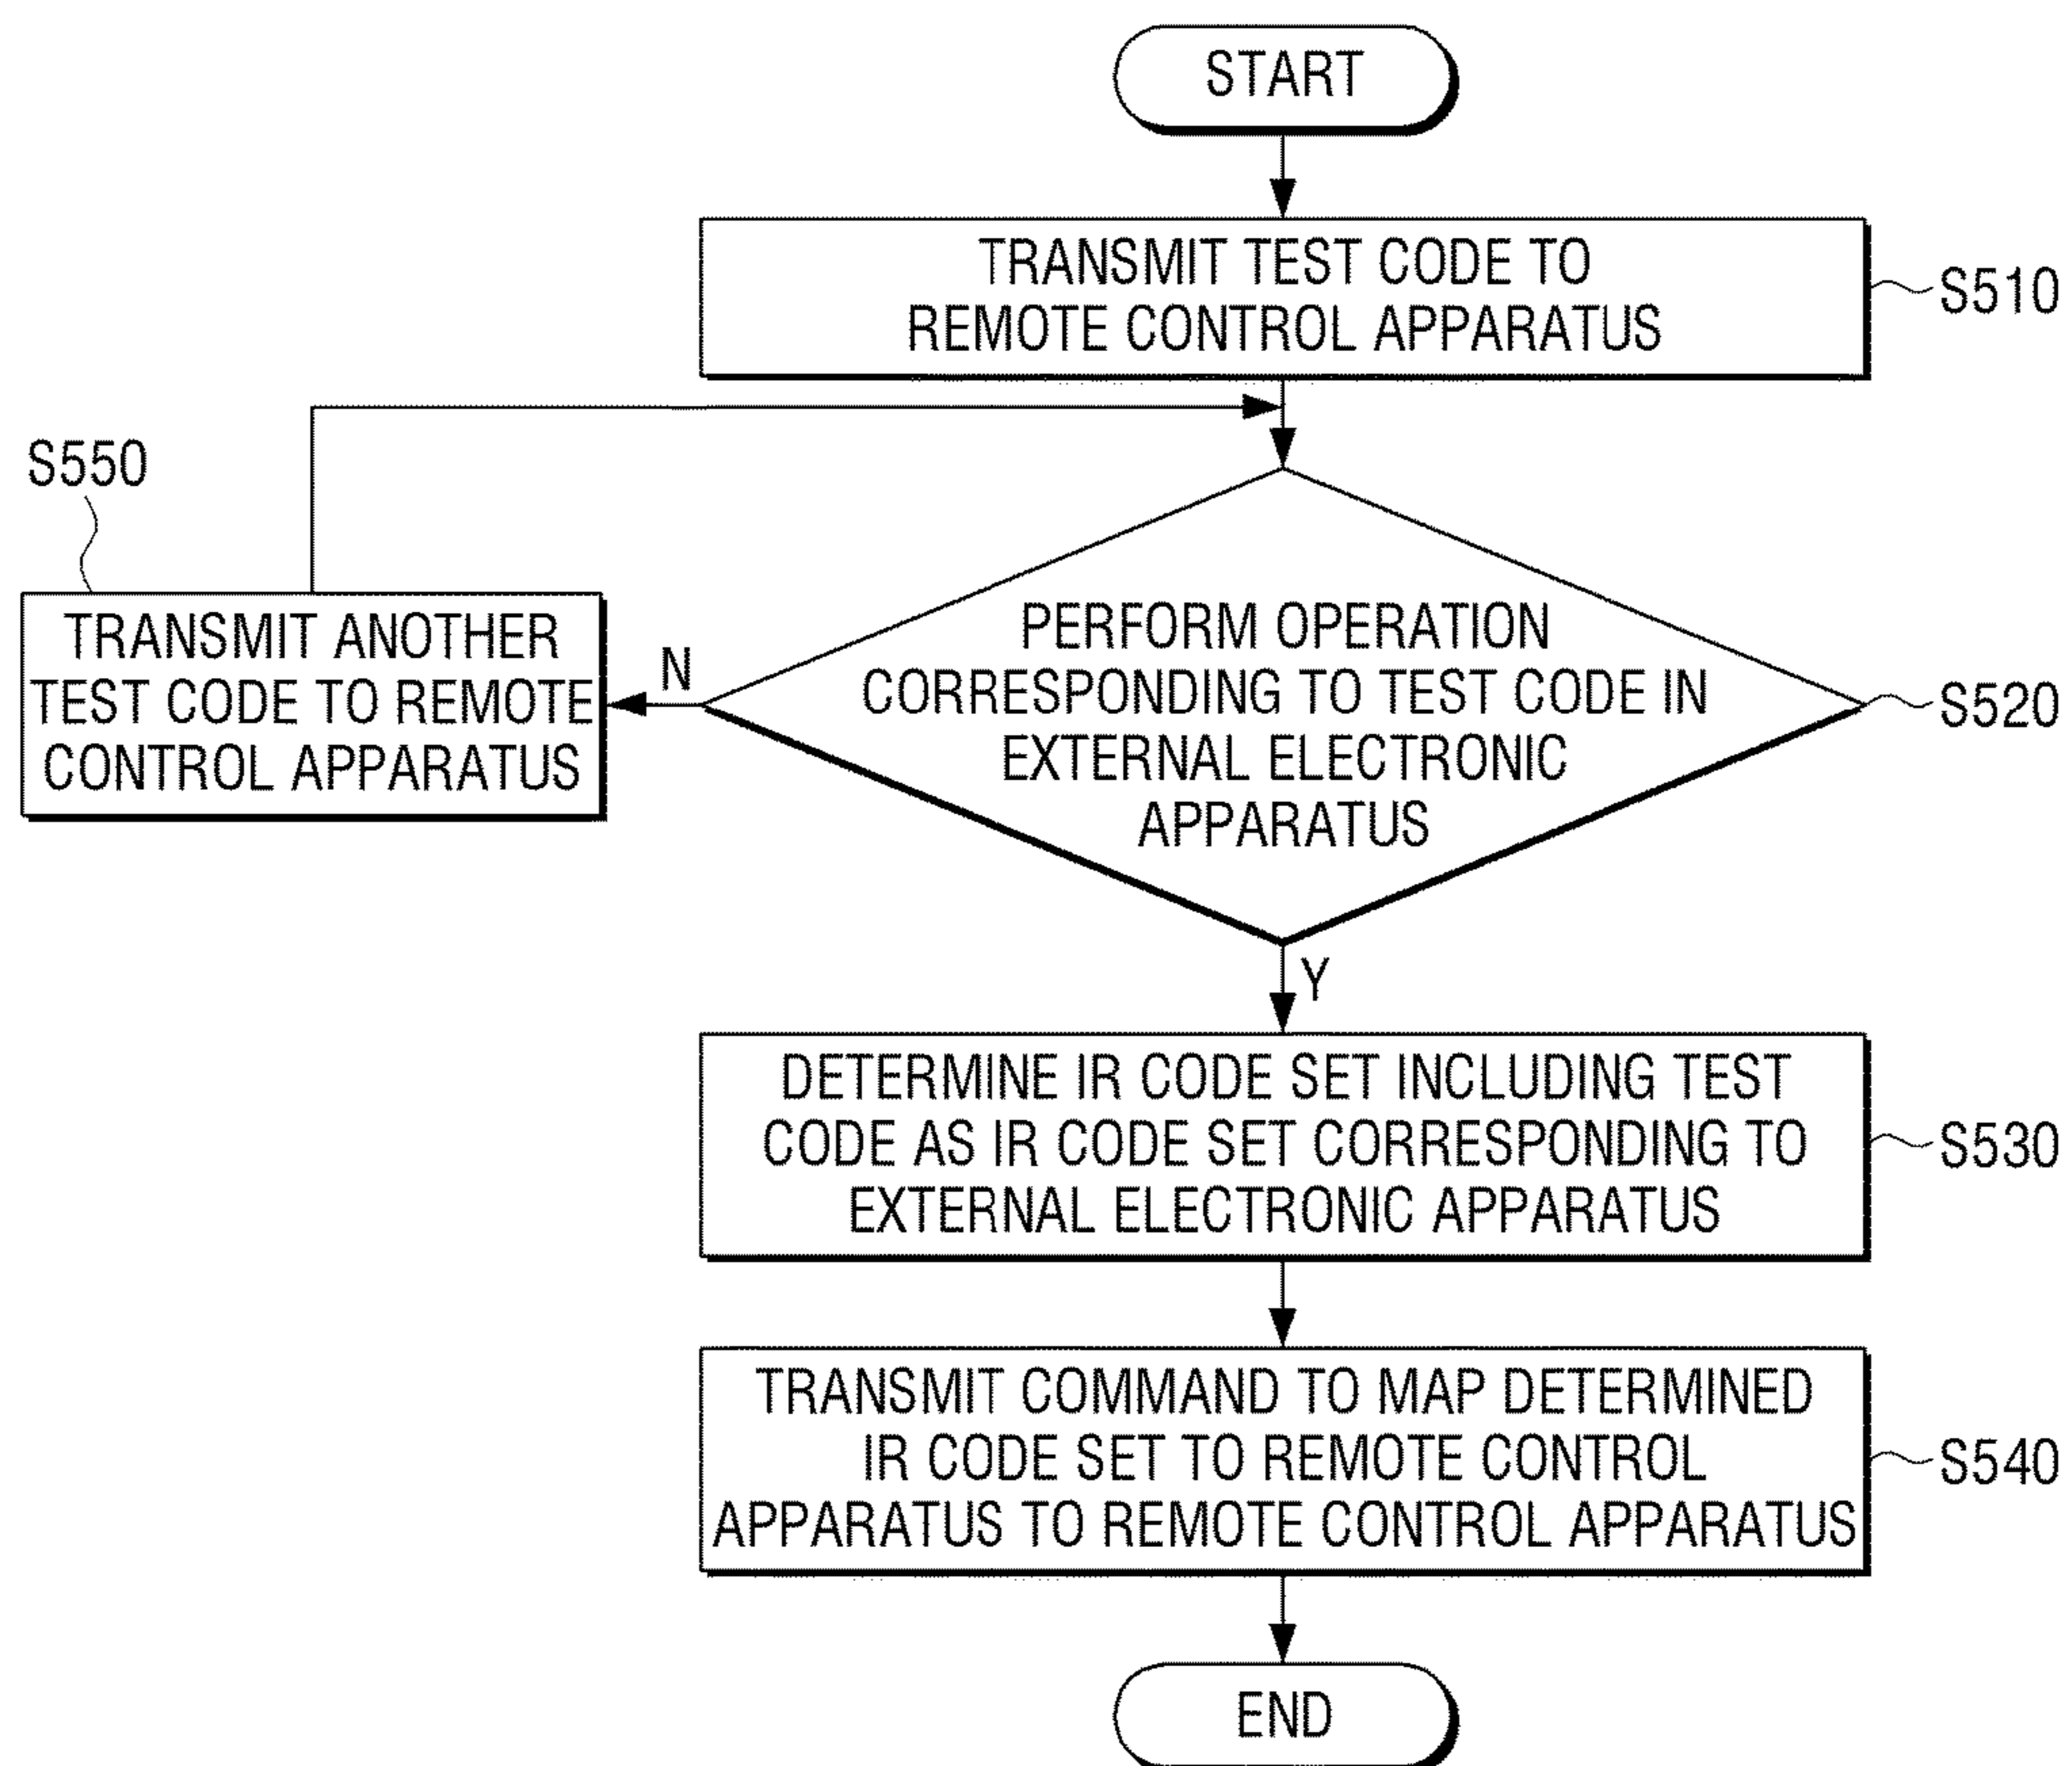 START
TRANSMIT TEST CODE TO
REMOTE CONTROL APPARATUS
S510
S550
TRANSMIT ANOTHER
TEST CODE TO REMOTE
CONTROL APPARATUS
N
PERFORM OPERATION
CORRESPONDING TO TEST CODE IN
EXTERNAL ELECTRONIC
APPARATUS
S520
Y
DETERMINE IR CODE SET INCLUDING TEST
CODE AS IR CODE SET CORRESPONDING TO
EXTERNAL ELECTRONIC APPARATUS
S530
TRANSMIT COMMAND TO MAP DETERMINED
IR CODE SET TO REMOTE CONTROL
APPARATUS TO REMOTE CONTROL APPARATUS
S540
END